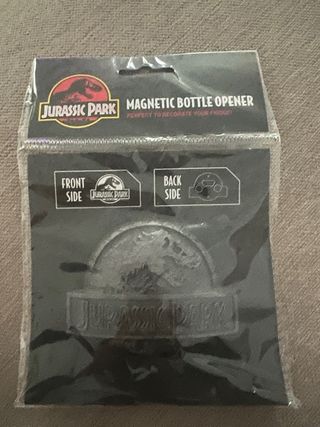 JURASSIC PARK
MAGNETIC BOTTLE OPENER
PERFECT TO DECORATE YOUR FRIDGE!
FRONT
SIDE
JURASSIC PARK
BACK
SIDE
JURASSIC PARK